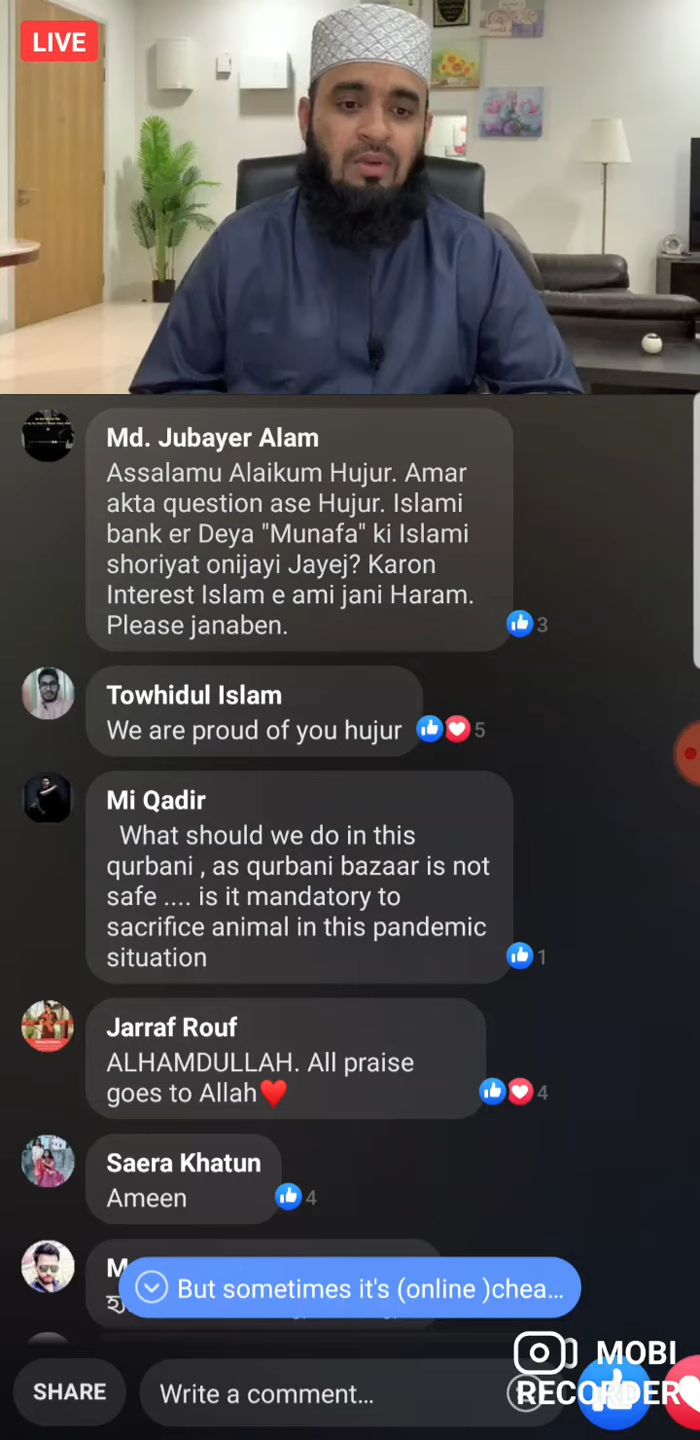 LIVE
Md. Jubayer Alam
Assalamu Alaikum Hujur. Amar
akta question ase Hujur. Islami
bank er Deya "Munafa" ki Islami
shoriyat onijayi Jayej? Karon
Interest Islam e ami jani Haram.
Please janaben.
3
Towhidul Islam
We are proud of you hujur
5
Mi Qadir
What should we do in this
qurbani , as qurbani bazaar is not
safe .... is it mandatory to
sacrifice animal in this pandemic
situation
1
Jarraf Rouf
ALHAMDULLAH. All praise
goes to Allah❤️
4
Saera Khatun
Ameen
4
But sometimes it's (online )chea...
MOBI
RECORDER
SHARE
Write a comment...